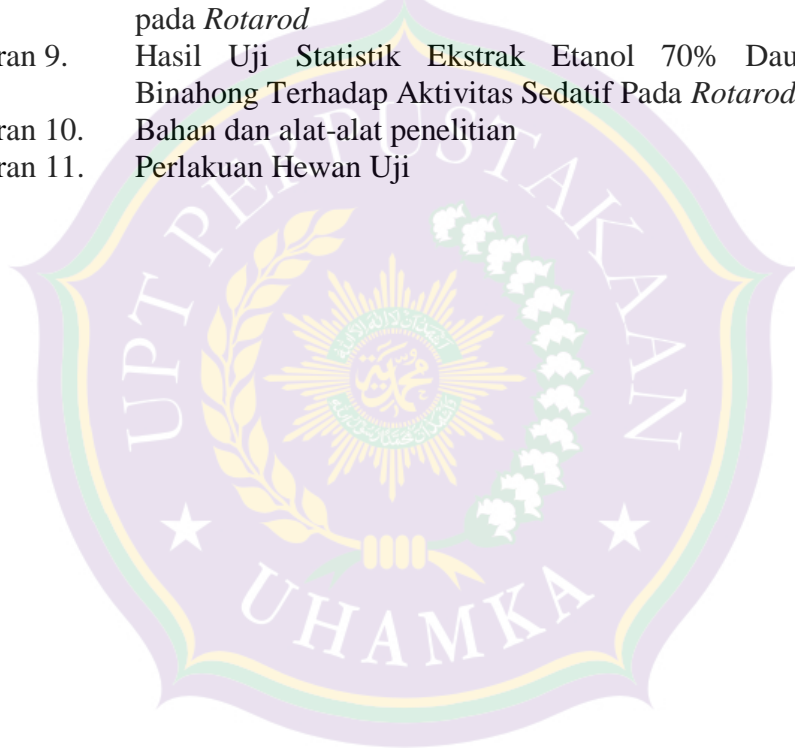 pada Rotarod
ran 9. Hasil Uji Statistik Ekstrak Etanol 70% Dau
Binahong Terhadap Aktivitas Sedatif Pada Rotarod
ran 10. Bahan dan alat-alat penelitian
ran 11. Perlakuan Hewan Uji
UPT PERPUSTAKAAN
UHAMKA